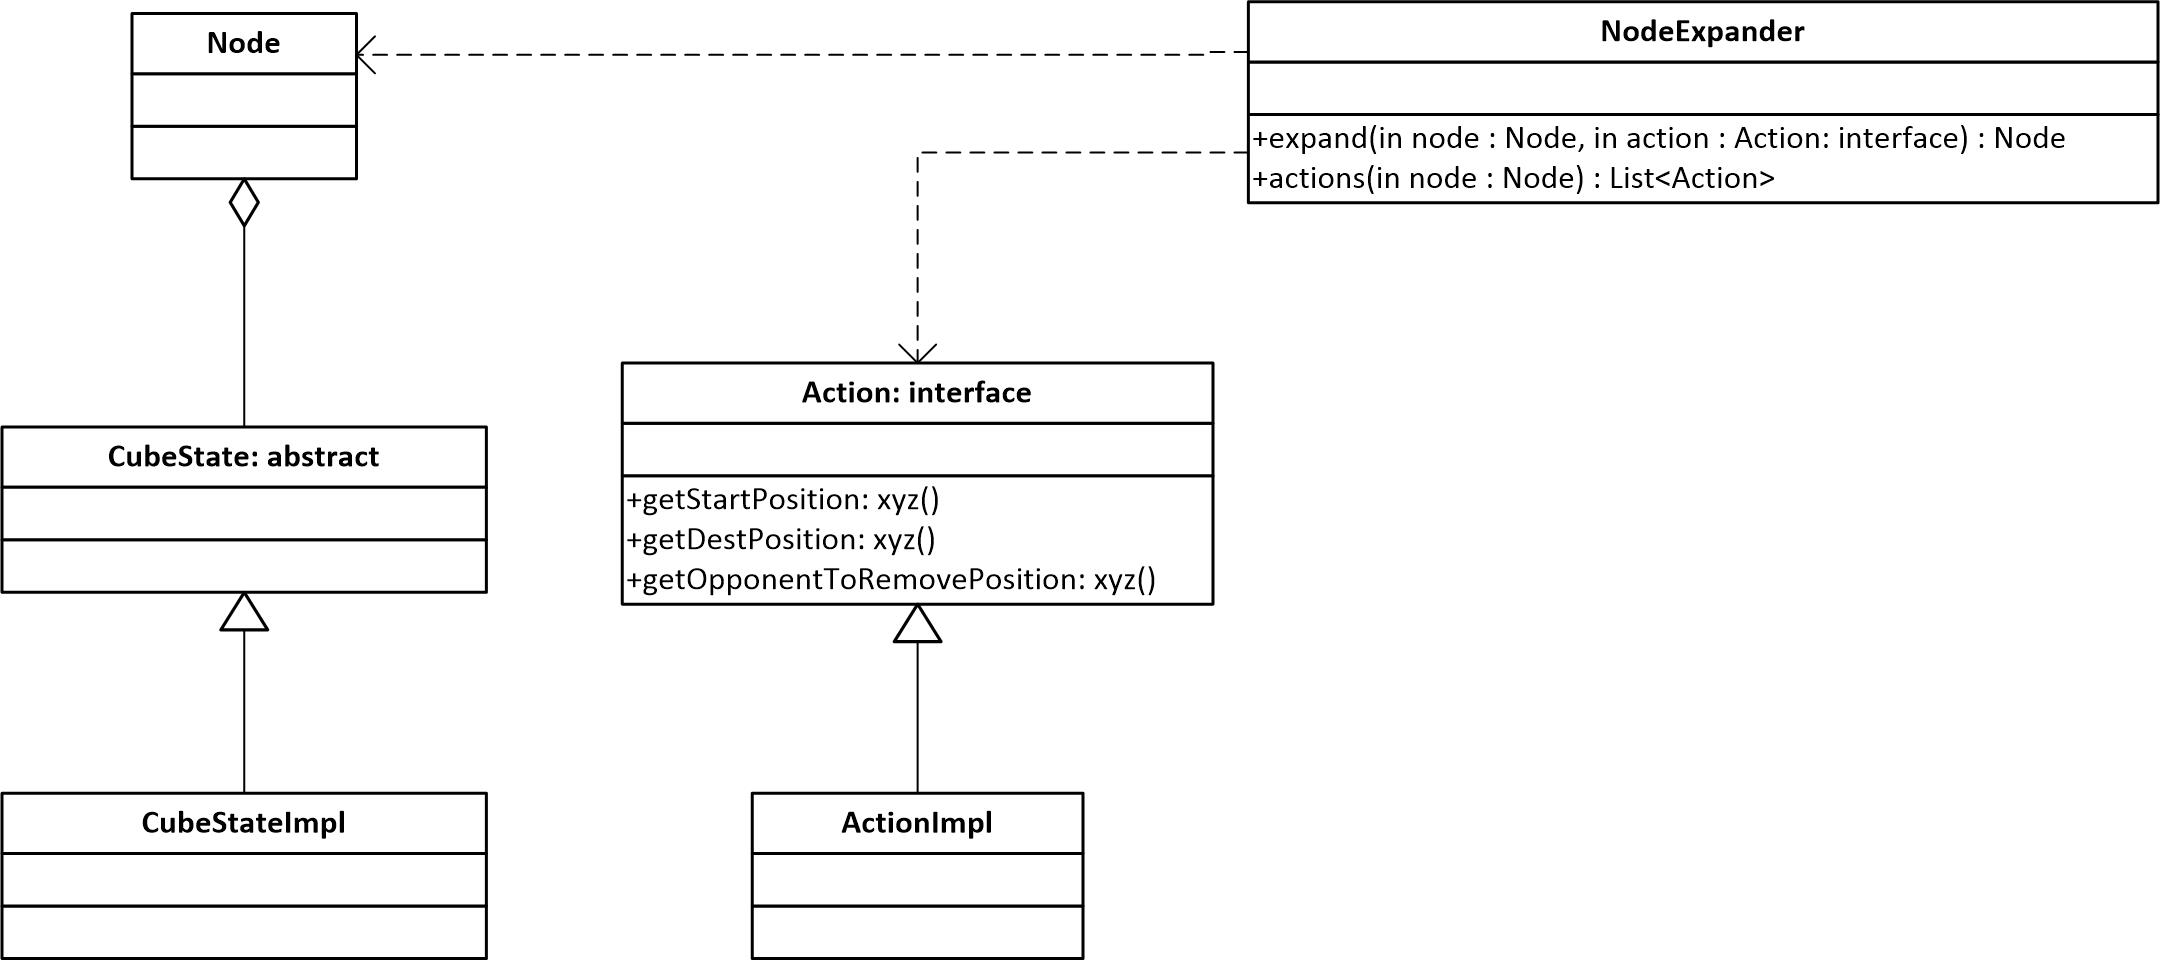 Node
NodeExpander
+expand(in node : Node, in action : Action: interface) : Node
+actions(in node : Node) : List<Action>
Action: interface
+getStartPosition: xyz()
+getDestPosition: xyz()
+getOpponentToRemovePosition: xyz()
CubeState: abstract
CubeStateImpl
ActionImpl